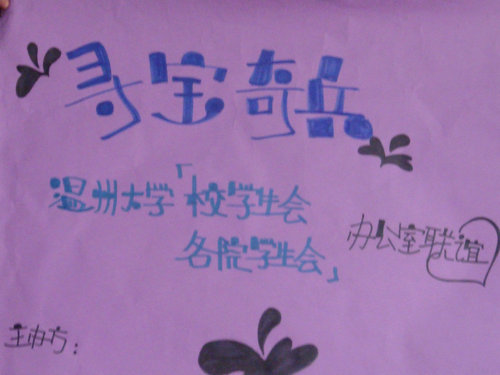 寻宝奇兵
温州大学「校学生会
各院学生会」
办公室联谊
主办方：